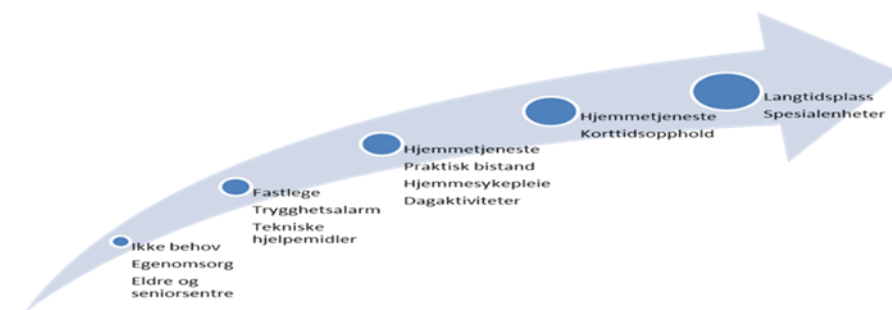 Ikke behov
Egenomsorg
Eldre og
seniorsentre
Fastlege
Trygghetsalarm
Tekniske
hjelpemidler
Hjemmetjeneste
Praktisk bistand
Hjemmesykepleie
Dagaktiviteter
Hjemmetjeneste
Korttidsopphold
Langtidsplass
Spesialenheter